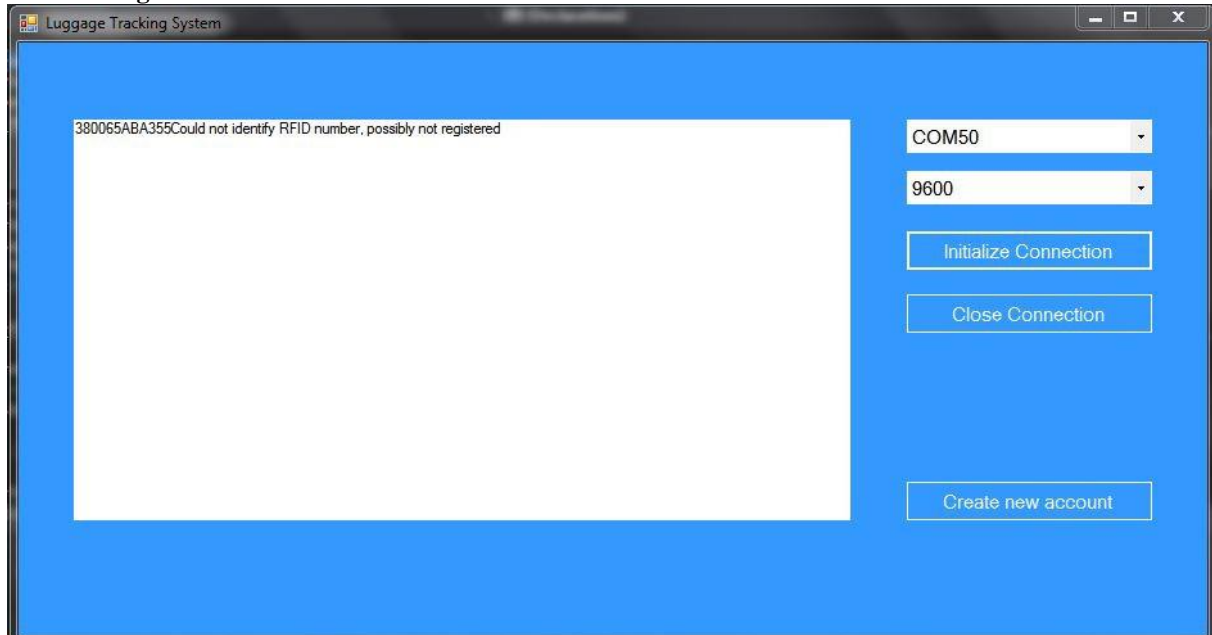 Luggage Tracking System
380065ABA355Could not identify RFID number, possibly not registered
COM50
9600
Initialize Connection
Close Connection
Create new account